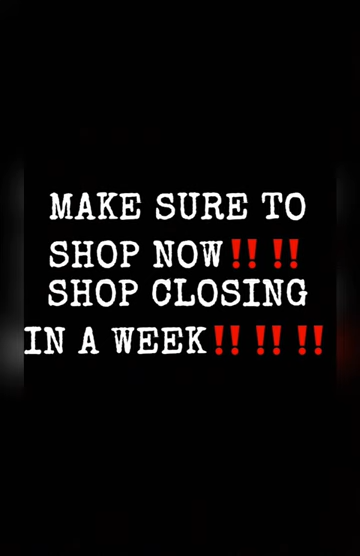 MAKE SURE TO
SHOP NOW‼️‼️
SHOP CLOSING
IN A WEEK‼️‼️‼️